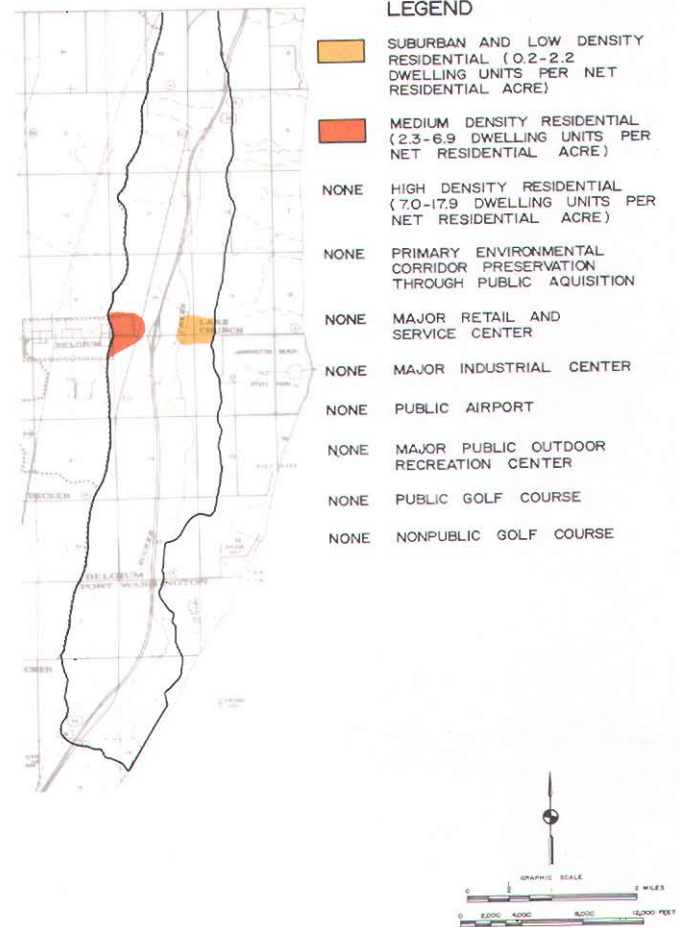 LEGEND
SUBURBAN AND LOW DENSITY
RESIDENTIAL (0.2-2.2
DWELLING UNITS PER NET
RESIDENTIAL ACRE)
MEDIUM DENSITY RESIDENTIAL
(2.3-6.9 DWELLING UNITS PER
NET RESIDENTIAL ACRE)
NONE HIGH DENSITY RESIDENTIAL
(7.0-17.9 DWELLING UNITS PER
NET RESIDENTIAL ACRE)
NONE PRIMARY ENVIRONMENTAL
CORRIDOR PRESERVATION
THROUGH PUBLIC AQUISITION
NONE MAJOR RETAIL AND
SERVICE CENTER
NONE MAJOR INDUSTRIAL CENTER
NONE PUBLIC AIRPORT
NONE MAJOR PUBLIC OUTDOOR
RECREATION CENTER
NONE PUBLIC GOLF COURSE
NONE NONPUBLIC GOLF COURSE
LAKE
CHURCH
BELGIUM
HARRINGTON BEACH
STATE PARK
DECKER
SUCKER
BELGIUM
PORT WASHINGTON
GRAPHIC SCALE
0 2 MILES
0 2,000 4,000 8,000 12,000 FEET